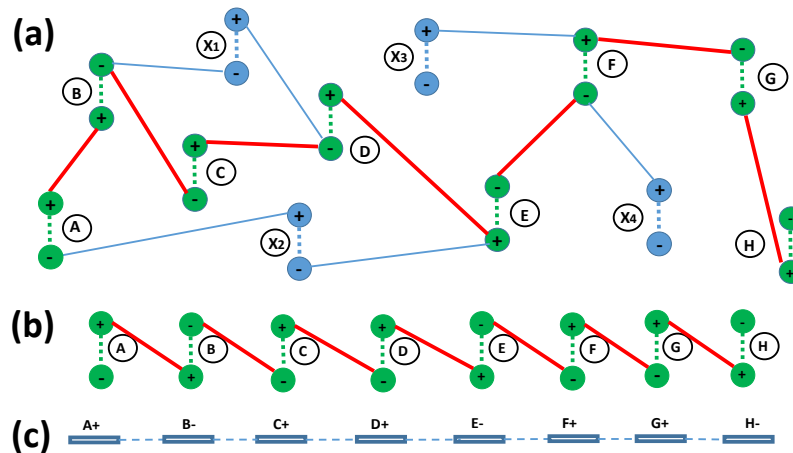 (a)
+ X1 -
+ X2 -
+ X3 -
+ X4 -
- B +
+ A -
+ C -
+ D -
- E +
+ F -
- G +
- H +
(b)
+ - + + - + + -
A B C D E F G H
- + - - + - - +
(c)
A+ B- C+ D+ E- F+ G+ H-